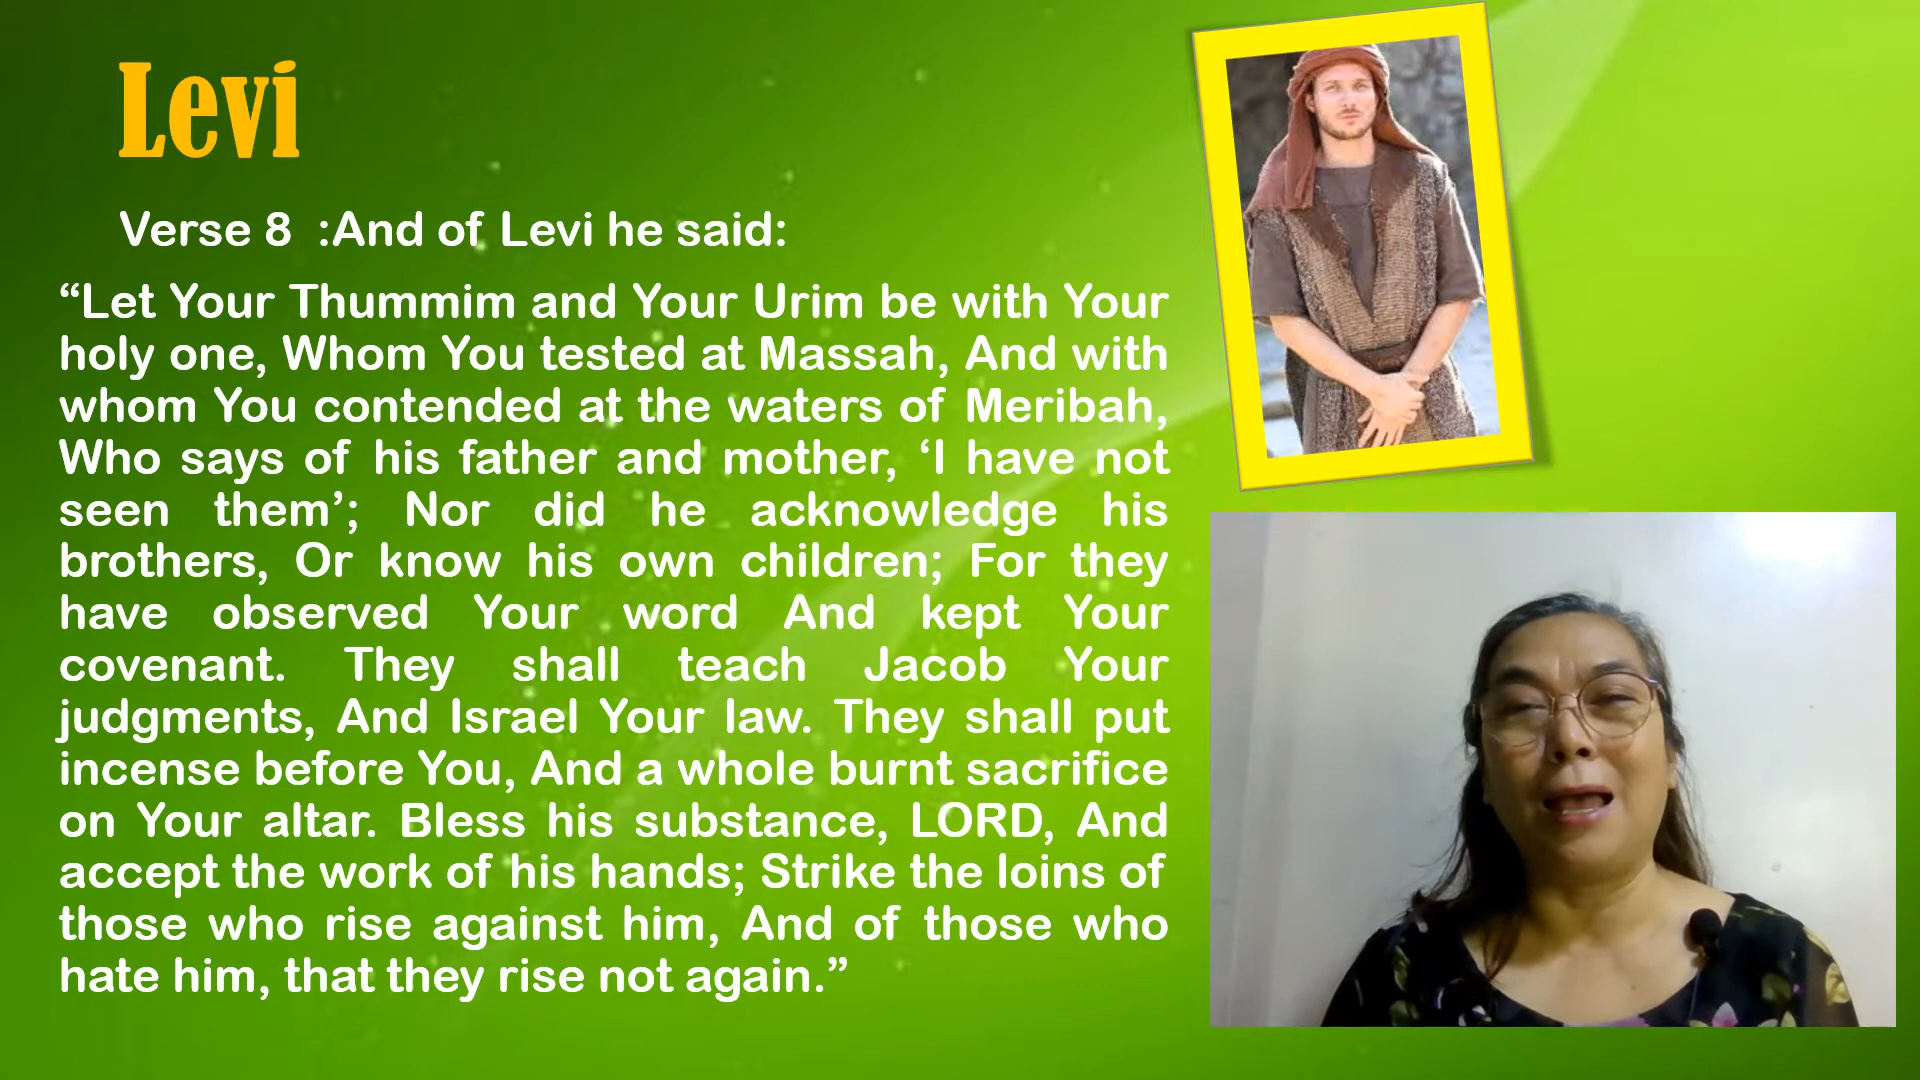 Levi
Verse 8  :And of Levi he said:
“Let Your Thummim and Your Urim be with Your
holy one, Whom You tested at Massah, And with
whom You contended at the waters of Meribah,
Who says of his father and mother, ‘I have not
seen them’; Nor did he acknowledge his
brothers, Or know his own children; For they
have observed Your word And kept Your
covenant. They shall teach Jacob Your
judgments, And Israel Your law. They shall put
incense before You, And a whole burnt sacrifice
on Your altar. Bless his substance, LORD, And
accept the work of his hands; Strike the loins of
those who rise against him, And of those who
hate him, that they rise not again.”